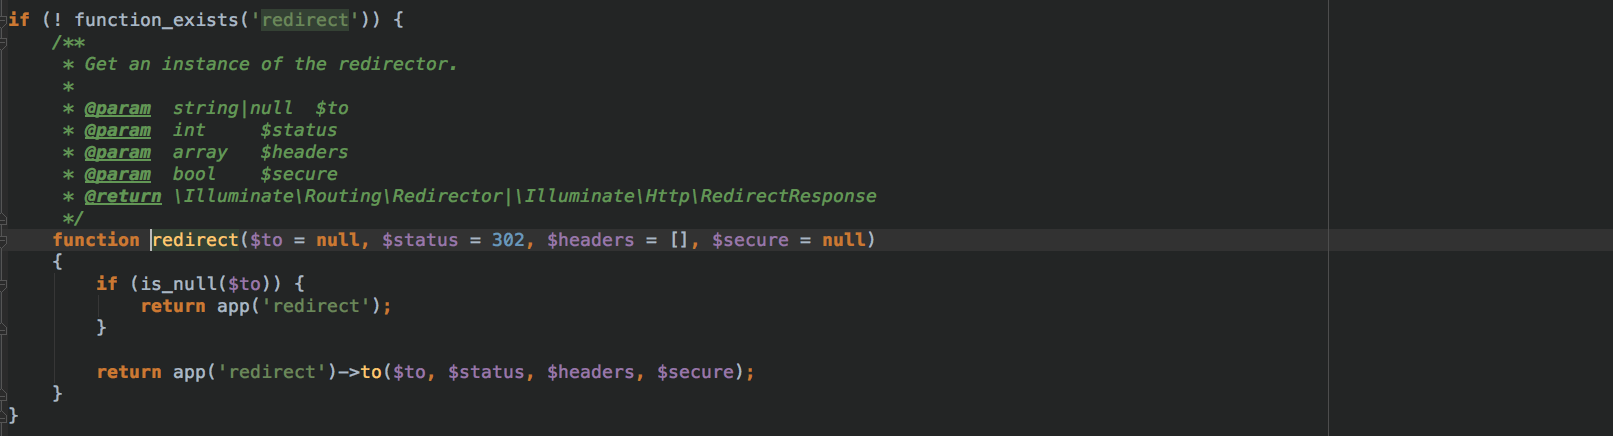 if (! function_exists('redirect')) {
    /**
     * Get an instance of the redirector.
     *
     * @param  string|null  $to
     * @param  int     $status
     * @param  array   $headers
     * @param  bool    $secure
     * @return \Illuminate\Routing\Redirector|\Illuminate\Http\RedirectResponse
     */
    function redirect($to = null, $status = 302, $headers = [], $secure = null)
    {
        if (is_null($to)) {
            return app('redirect');
        }

        return app('redirect')->to($to, $status, $headers, $secure);
    }
}